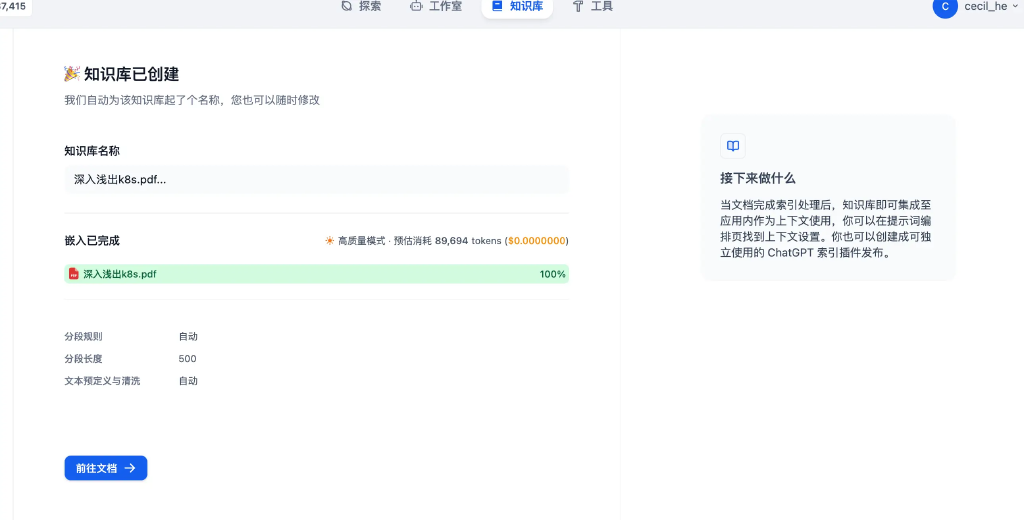 7,415
探索
工作室
知识库
工具
C
cecil_he
知识库已创建
我们自动为该知识库起了个名称，您也可以随时修改
知识库名称
深入浅出k8s.pdf...
嵌入已完成
高质量模式 · 预估消耗 89,694 tokens ($0.0000000)
PDF 深入浅出k8s.pdf 100%
分段规则 自动
分段长度 500
文本预定义与清洗 自动
前往文档 →
接下来做什么
当文档完成索引处理后，知识库即可集成至
应用内作为上下文使用，你可以在提示词编
排页找到上下文设置。你也可以创建成可独
立使用的 ChatGPT 索引插件发布。